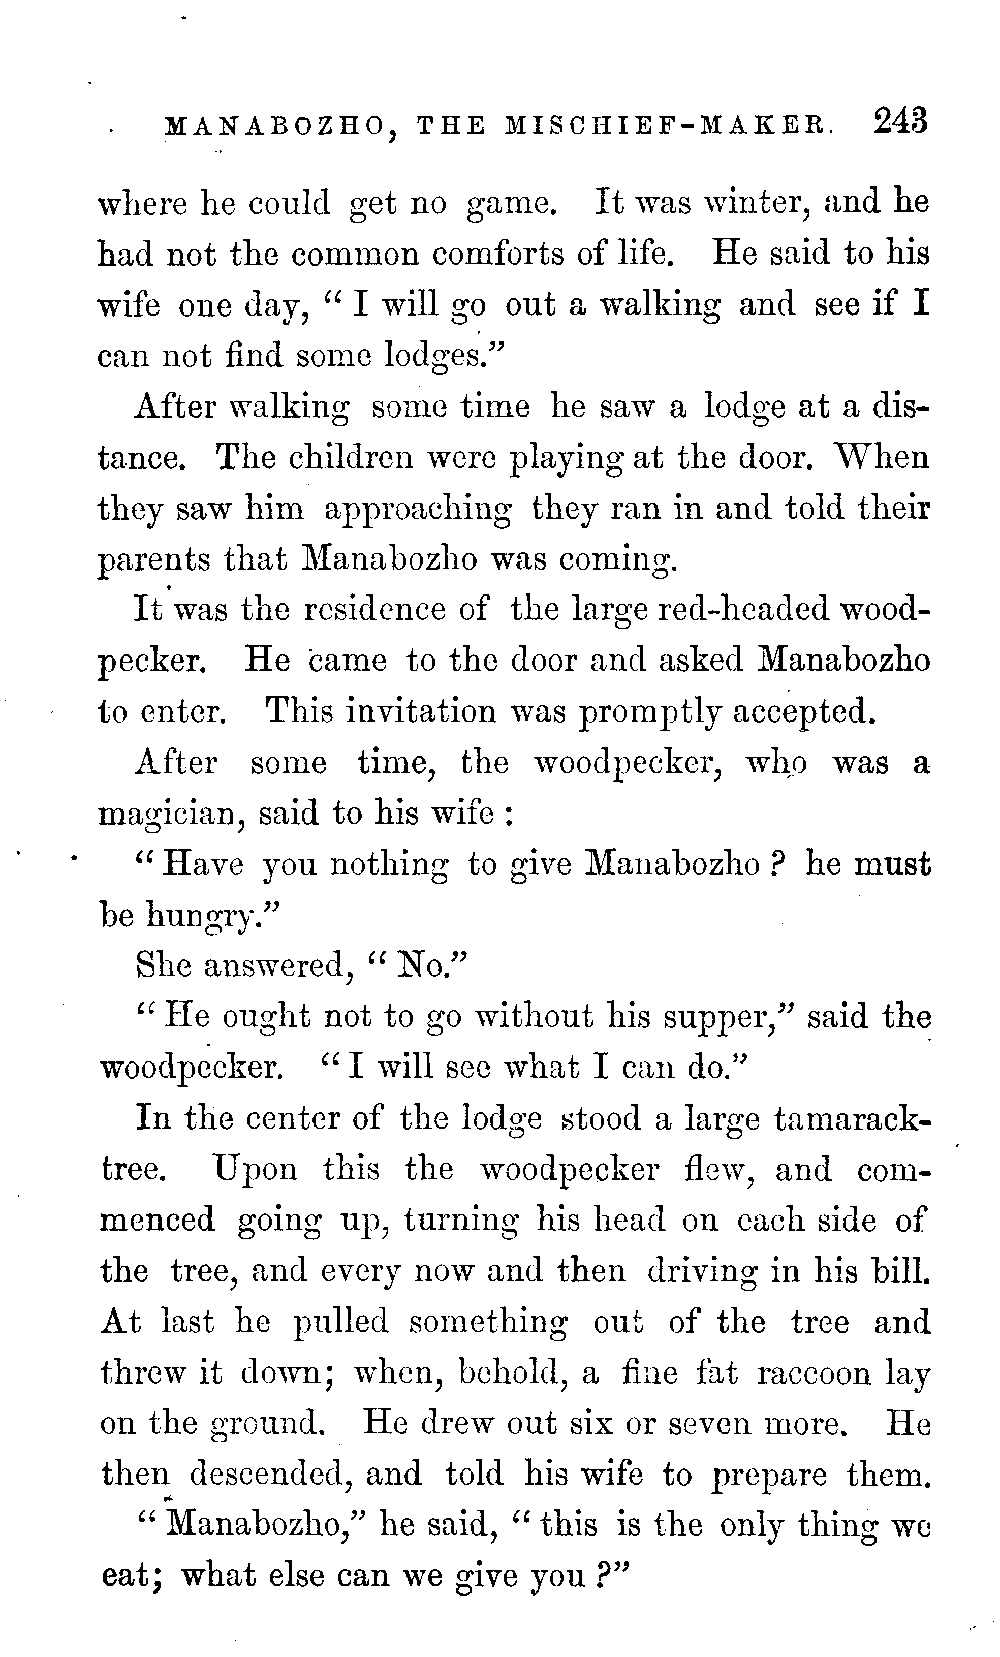 MANABOZHO, THE MISCHIEF-MAKER. 243
where he could get no game. It was winter, and he
had not the common comforts of life. He said to his
wife one day, “ I will go out a walking and see if I
can not find some lodges.”
After walking some time he saw a lodge at a dis-
tance. The children were playing at the door. When
they saw him approaching they ran in and told their
parents that Manabozho was coming.
It was the residence of the large red-headed wood-
pecker. He came to the door and asked Manabozho
to enter. This invitation was promptly accepted.
After some time, the woodpecker, who was a
magician, said to his wife :
“ Have you nothing to give Manabozho ? he must
be hungry.”
She answered, “ No.”
“ He ought not to go without his supper,” said the
woodpecker. “ I will see what I can do.”
In the center of the lodge stood a large tamarack-
tree. Upon this the woodpecker flew, and com-
menced going up, turning his head on each side of
the tree, and every now and then driving in his bill.
At last he pulled something out of the tree and
threw it down; when, behold, a fine fat raccoon lay
on the ground. He drew out six or seven more. He
then descended, and told his wife to prepare them.
“ Manabozho,” he said, “ this is the only thing we
eat; what else can we give you ?”